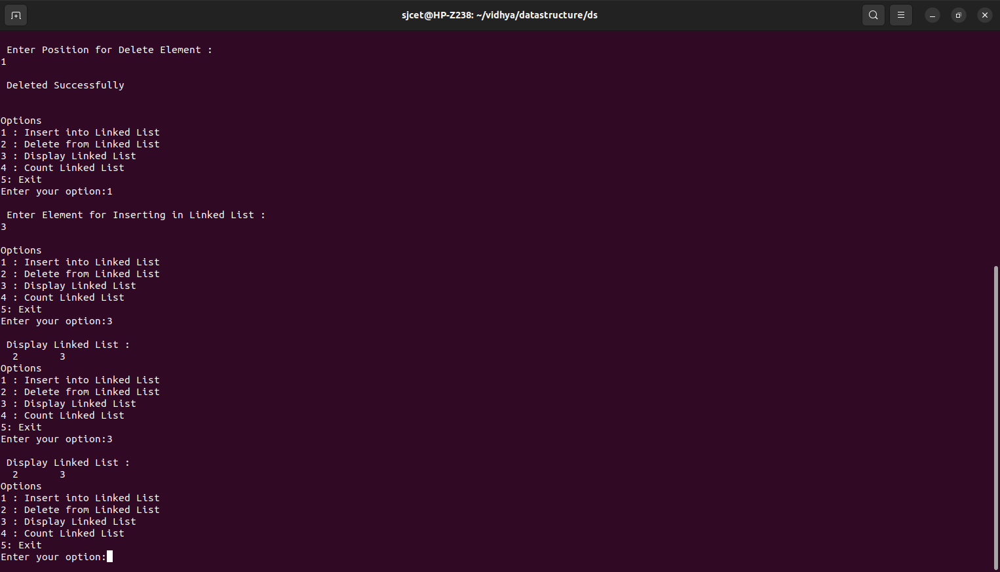 sjcet@HP-Z238: ~/vidhya/datastructure/ds
Enter Position for Delete Element :
1
Deleted Successfully
Options
1 : Insert into Linked List
2 : Delete from Linked List
3 : Display Linked List
4 : Count Linked List
5: Exit
Enter your option:1
Enter Element for Inserting in Linked List :
3
Options
1 : Insert into Linked List
2 : Delete from Linked List
3 : Display Linked List
4 : Count Linked List
5: Exit
Enter your option:3
Display Linked List :
2 3
Options
1 : Insert into Linked List
2 : Delete from Linked List
3 : Display Linked List
4 : Count Linked List
5: Exit
Enter your option:3
Display Linked List :
2 3
Options
1 : Insert into Linked List
2 : Delete from Linked List
3 : Display Linked List
4 : Count Linked List
5: Exit
Enter your option: